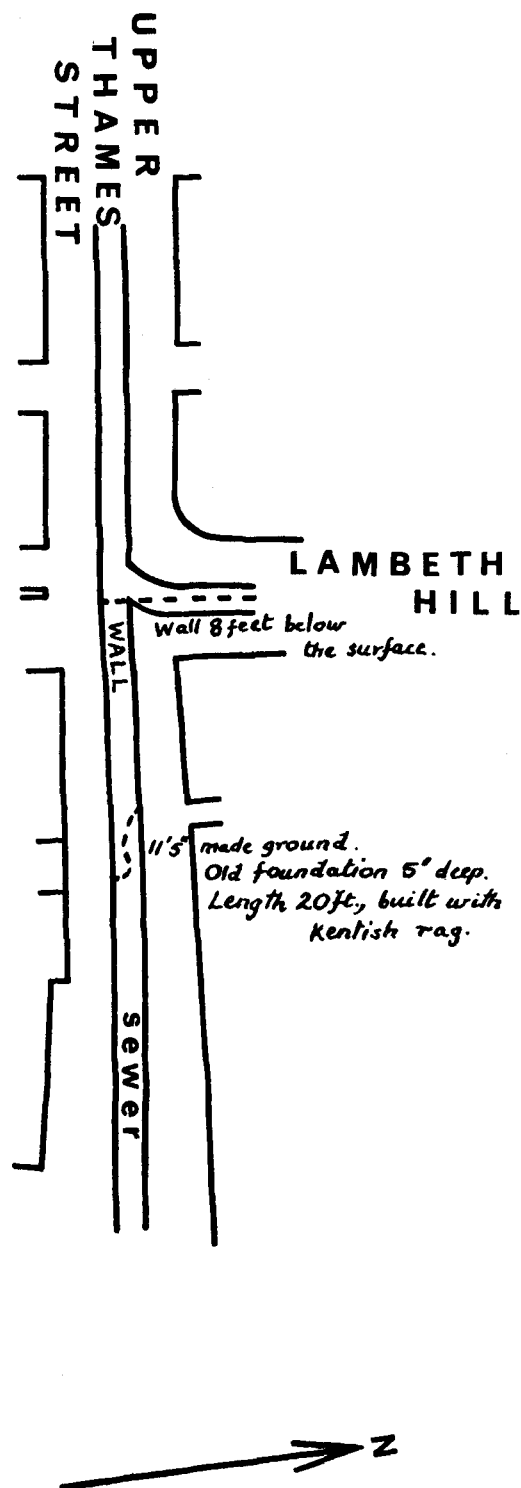 UPPER
THAMES
STREET
LAMBETH
HILL
WALL
Wall 8 feet below
the surface.
11'5" made ground.
Old foundation 5" deep.
Length 20ft., built with
Kentish rag.
sewer
N